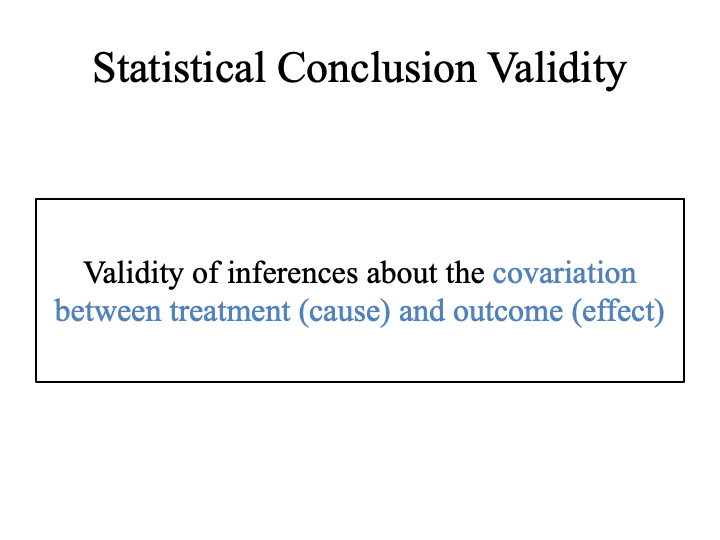 Statistical Conclusion Validity
Validity of inferences about the covariation
between treatment (cause) and outcome (effect)